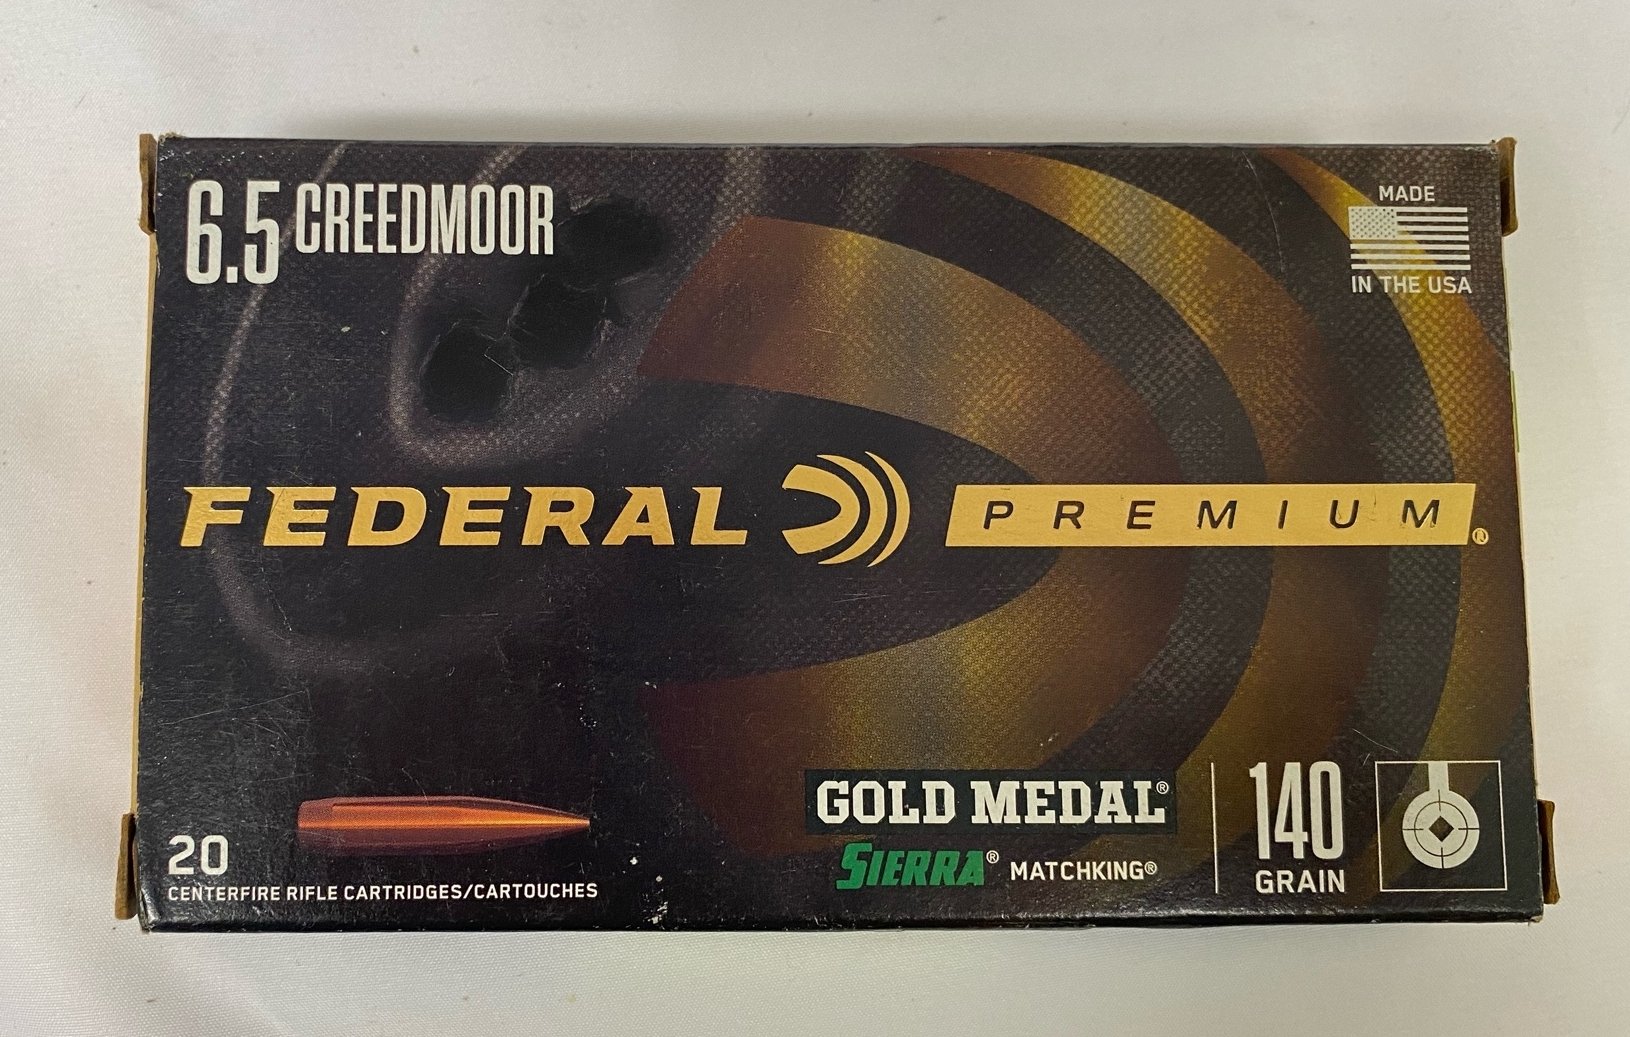 6.5 CREEDMOOR
MADE
IN THE USA
FEDERAL PREMIUM®
GOLD MEDAL®
SIERRA® MATCHKING®
140
GRAIN
20
CENTERFIRE RIFLE CARTRIDGES/CARTOUCHES